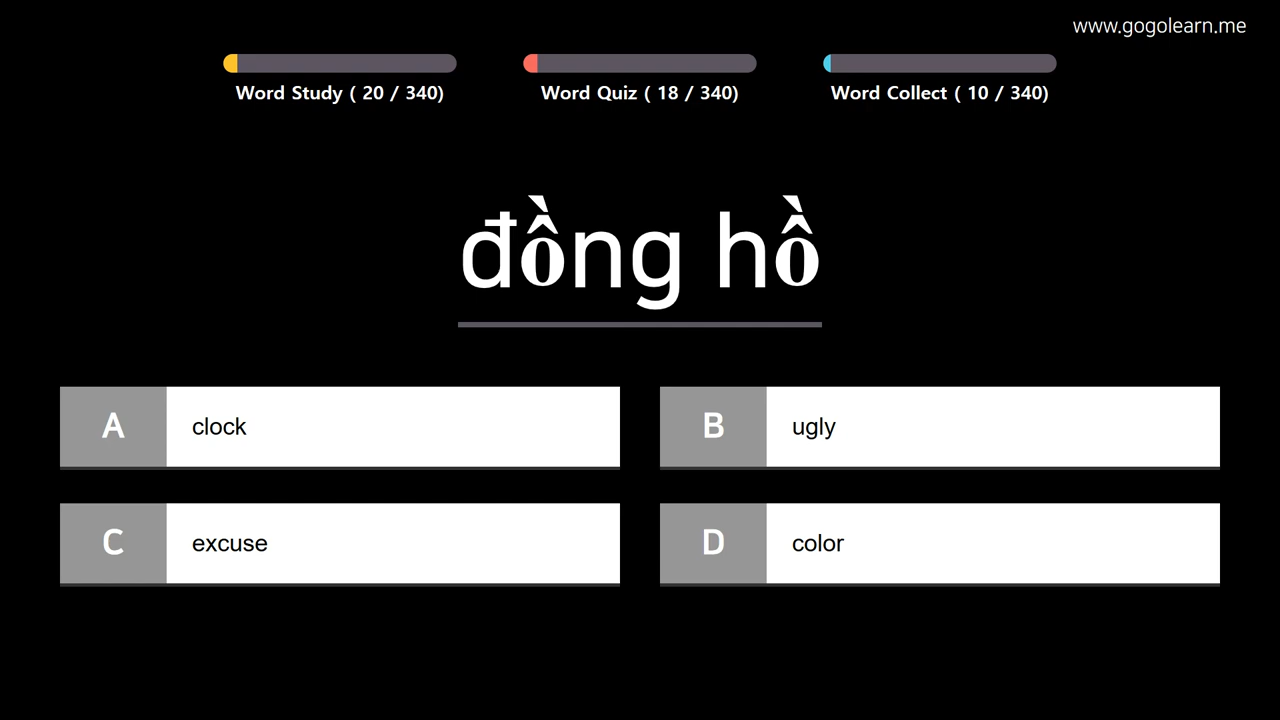 www.gogolearn.me
Word Study ( 20 / 340)
Word Quiz ( 18 / 340)
Word Collect ( 10 / 340)
đồng hồ
A clock
B ugly
C excuse
D color